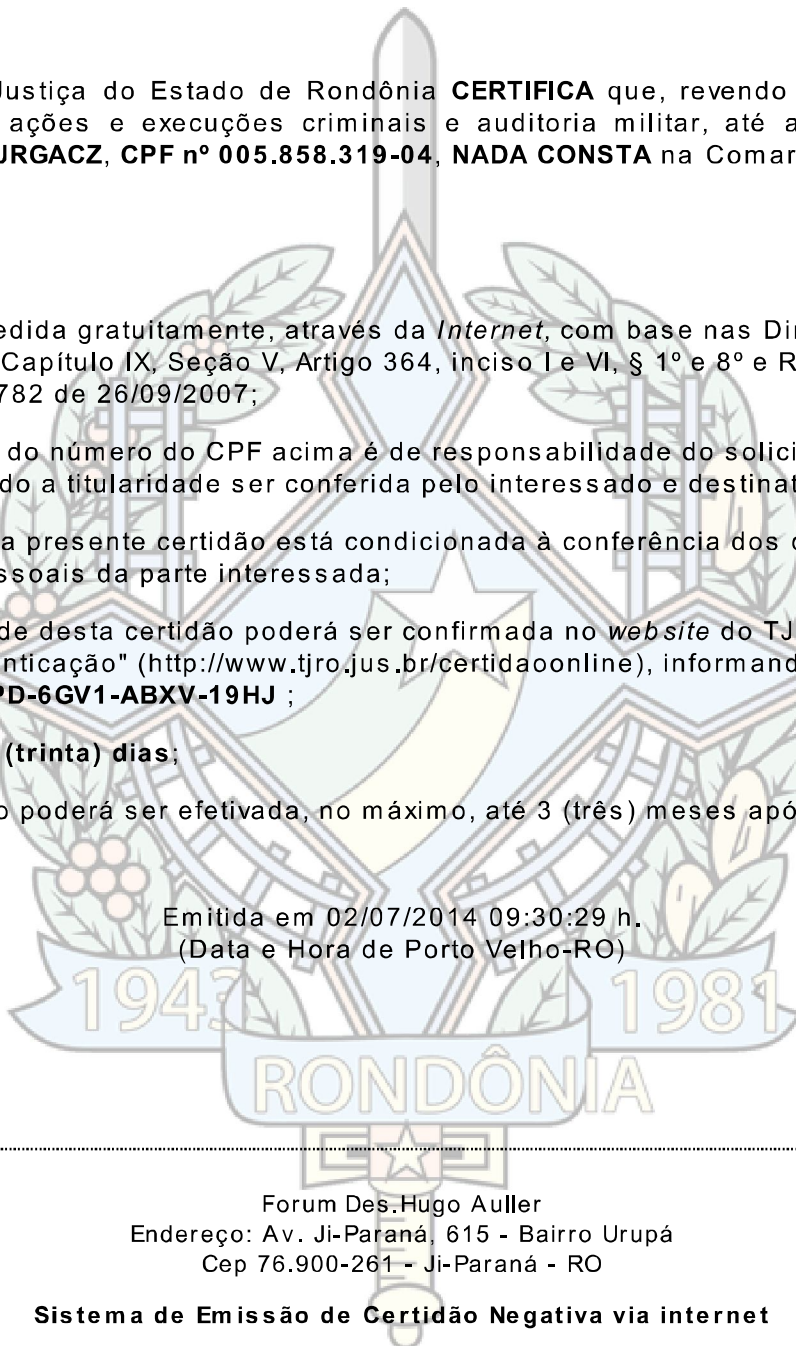 Justiça do Estado de Rondônia CERTIFICA que, revendo
ações e execuções criminais e auditoria militar, até a
JRGACZ, CPF nº 005.858.319-04, NADA CONSTA na Comar
edida gratuitamente, através da Internet, com base nas Di
Capítulo IX, Seção V, Artigo 364, inciso I e VI, § 1º e 8º e R
782 de 26/09/2007;
do número do CPF acima é de responsabilidade do solici
do a titularidade ser conferida pelo interessado e destinat
a presente certidão está condicionada à conferência dos
ssoais da parte interessada;
de desta certidão poderá ser confirmada no website do TJ
nticação" (http://www.tjro.jus.br/certidaoonline), informand
PD-6GV1-ABXV-19HJ ;
(trinta) dias;
o poderá ser efetivada, no máximo, até 3 (três) meses apó
Emitida em 02/07/2014 09:30:29 h.
(Data e Hora de Porto Velho-RO)
1943 1981
RONDÔNIA
Forum Des.Hugo Auller
Endereço: Av. Ji-Paraná, 615 - Bairro Urupá
Cep 76.900-261 - Ji-Paraná - RO
Sistema de Emissão de Certidão Negativa via internet